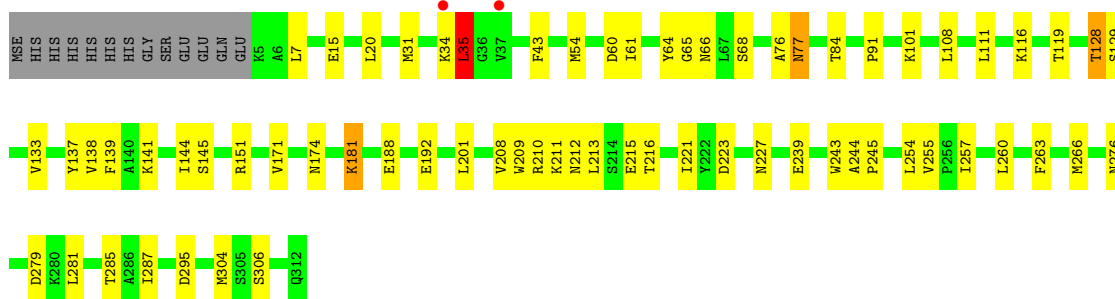 MSE HIS HIS HIS HIS HIS HIS GLY SER GLU GLU GLN GLU K5 A6 L7 E15 L20 M31 K34 L35 G36 V37 F43 M54 D60 I61 Y64 G65 N66 L67 S68 A76 N77 T84 P91 K101 L108 L111 K116 T119 T128 S129
V133 Y137 V138 F139 A140 K141 I144 S145 R151 V171 N174 K181 E188 E192 L201 V208 W209 R210 K211 N212 L213 S214 E215 T216 I221 Y222 D223 N227 E239 W243 A244 P245 L254 V255 P256 I257 L260 F263 M266 N276
D279 K280 L281 T285 A286 I287 D295 M304 S305 S306 Q312